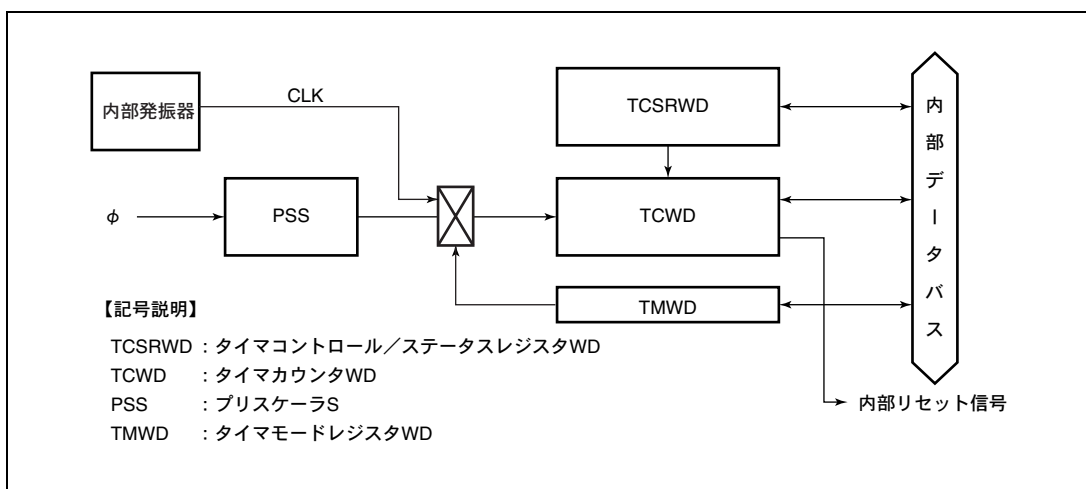 内部発振器
CLK
φ
PSS
TCSRWD
TCWD
TMWD
内部データバス
内部リセット信号
【記号説明】
TCSRWD : タイマコントロール／ステータスレジスタWD
TCWD : タイマカウンタWD
PSS : プリスケーラS
TMWD : タイマモードレジスタWD